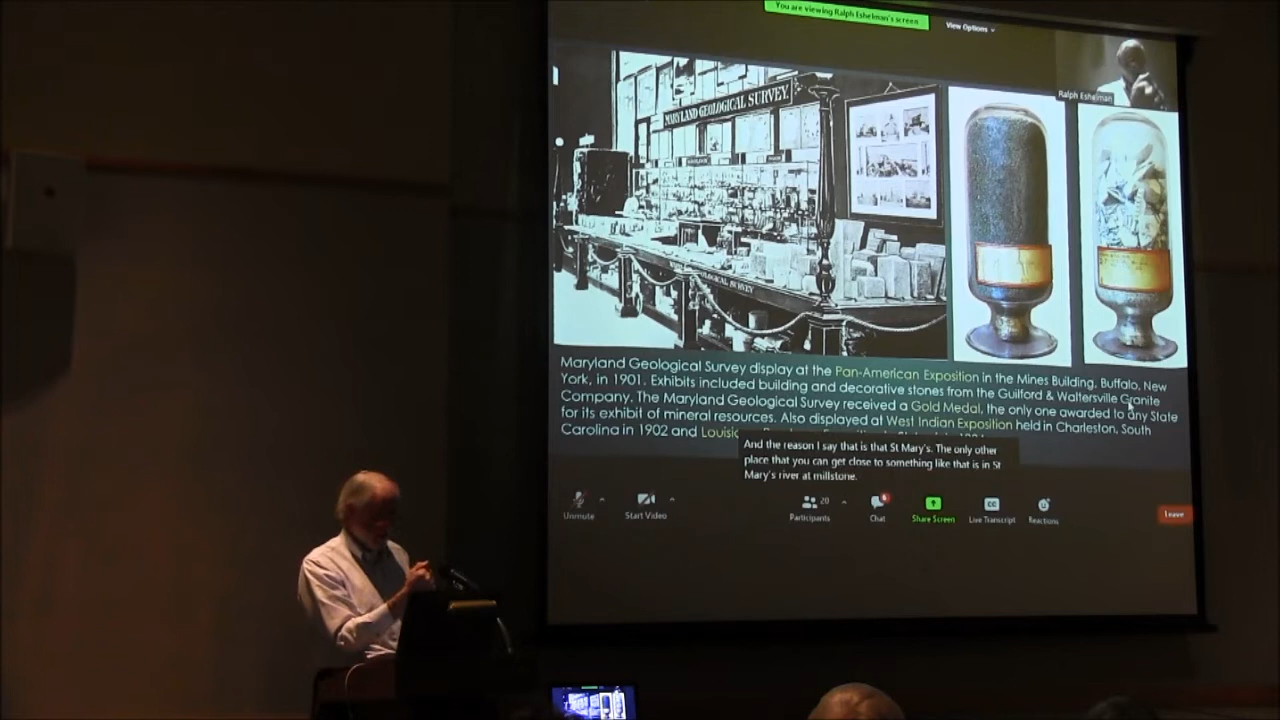 You are viewing Ralph Eshelman's screen
View Options
Ralph Eshelman
MARYLAND GEOLOGICAL SURVEY.
GEOLOGICAL SURVEY
Maryland Geological Survey display at the Pan-American Exposition in the Mines Building, Buffalo, New
York, in 1901. Exhibits included building and decorative stones from the Guilford & Waltersville Granite
Company. The Maryland Geological Survey received a Gold Medal, the only one awarded to any State
for its exhibit of mineral resources. Also displayed at West Indian Exposition held in Charleston, South
Carolina in 1902 and
And the reason I say that is that St Mary's. The only other
place that you can get close to something like that is in St
Mary's river at millstone.
Unmute
Start Video
20
Participants
Chat
Share Screen
CC
Live Transcript
Reactions
Leave